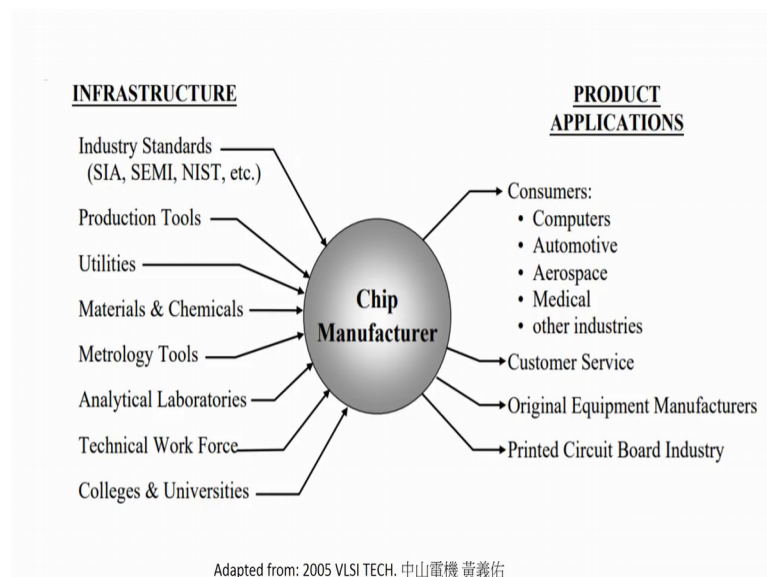 INFRASTRUCTURE
Industry Standards
(SIA, SEMI, NIST, etc.)
Production Tools
Utilities
Materials & Chemicals
Metrology Tools
Analytical Laboratories
Technical Work Force
Colleges & Universities
Chip
Manufacturer
PRODUCT
APPLICATIONS
Consumers:
• Computers
• Automotive
• Aerospace
• Medical
• other industries
Customer Service
Original Equipment Manufacturers
Printed Circuit Board Industry
Adapted from: 2005 VLSI TECH. 中山電機 黃義佑